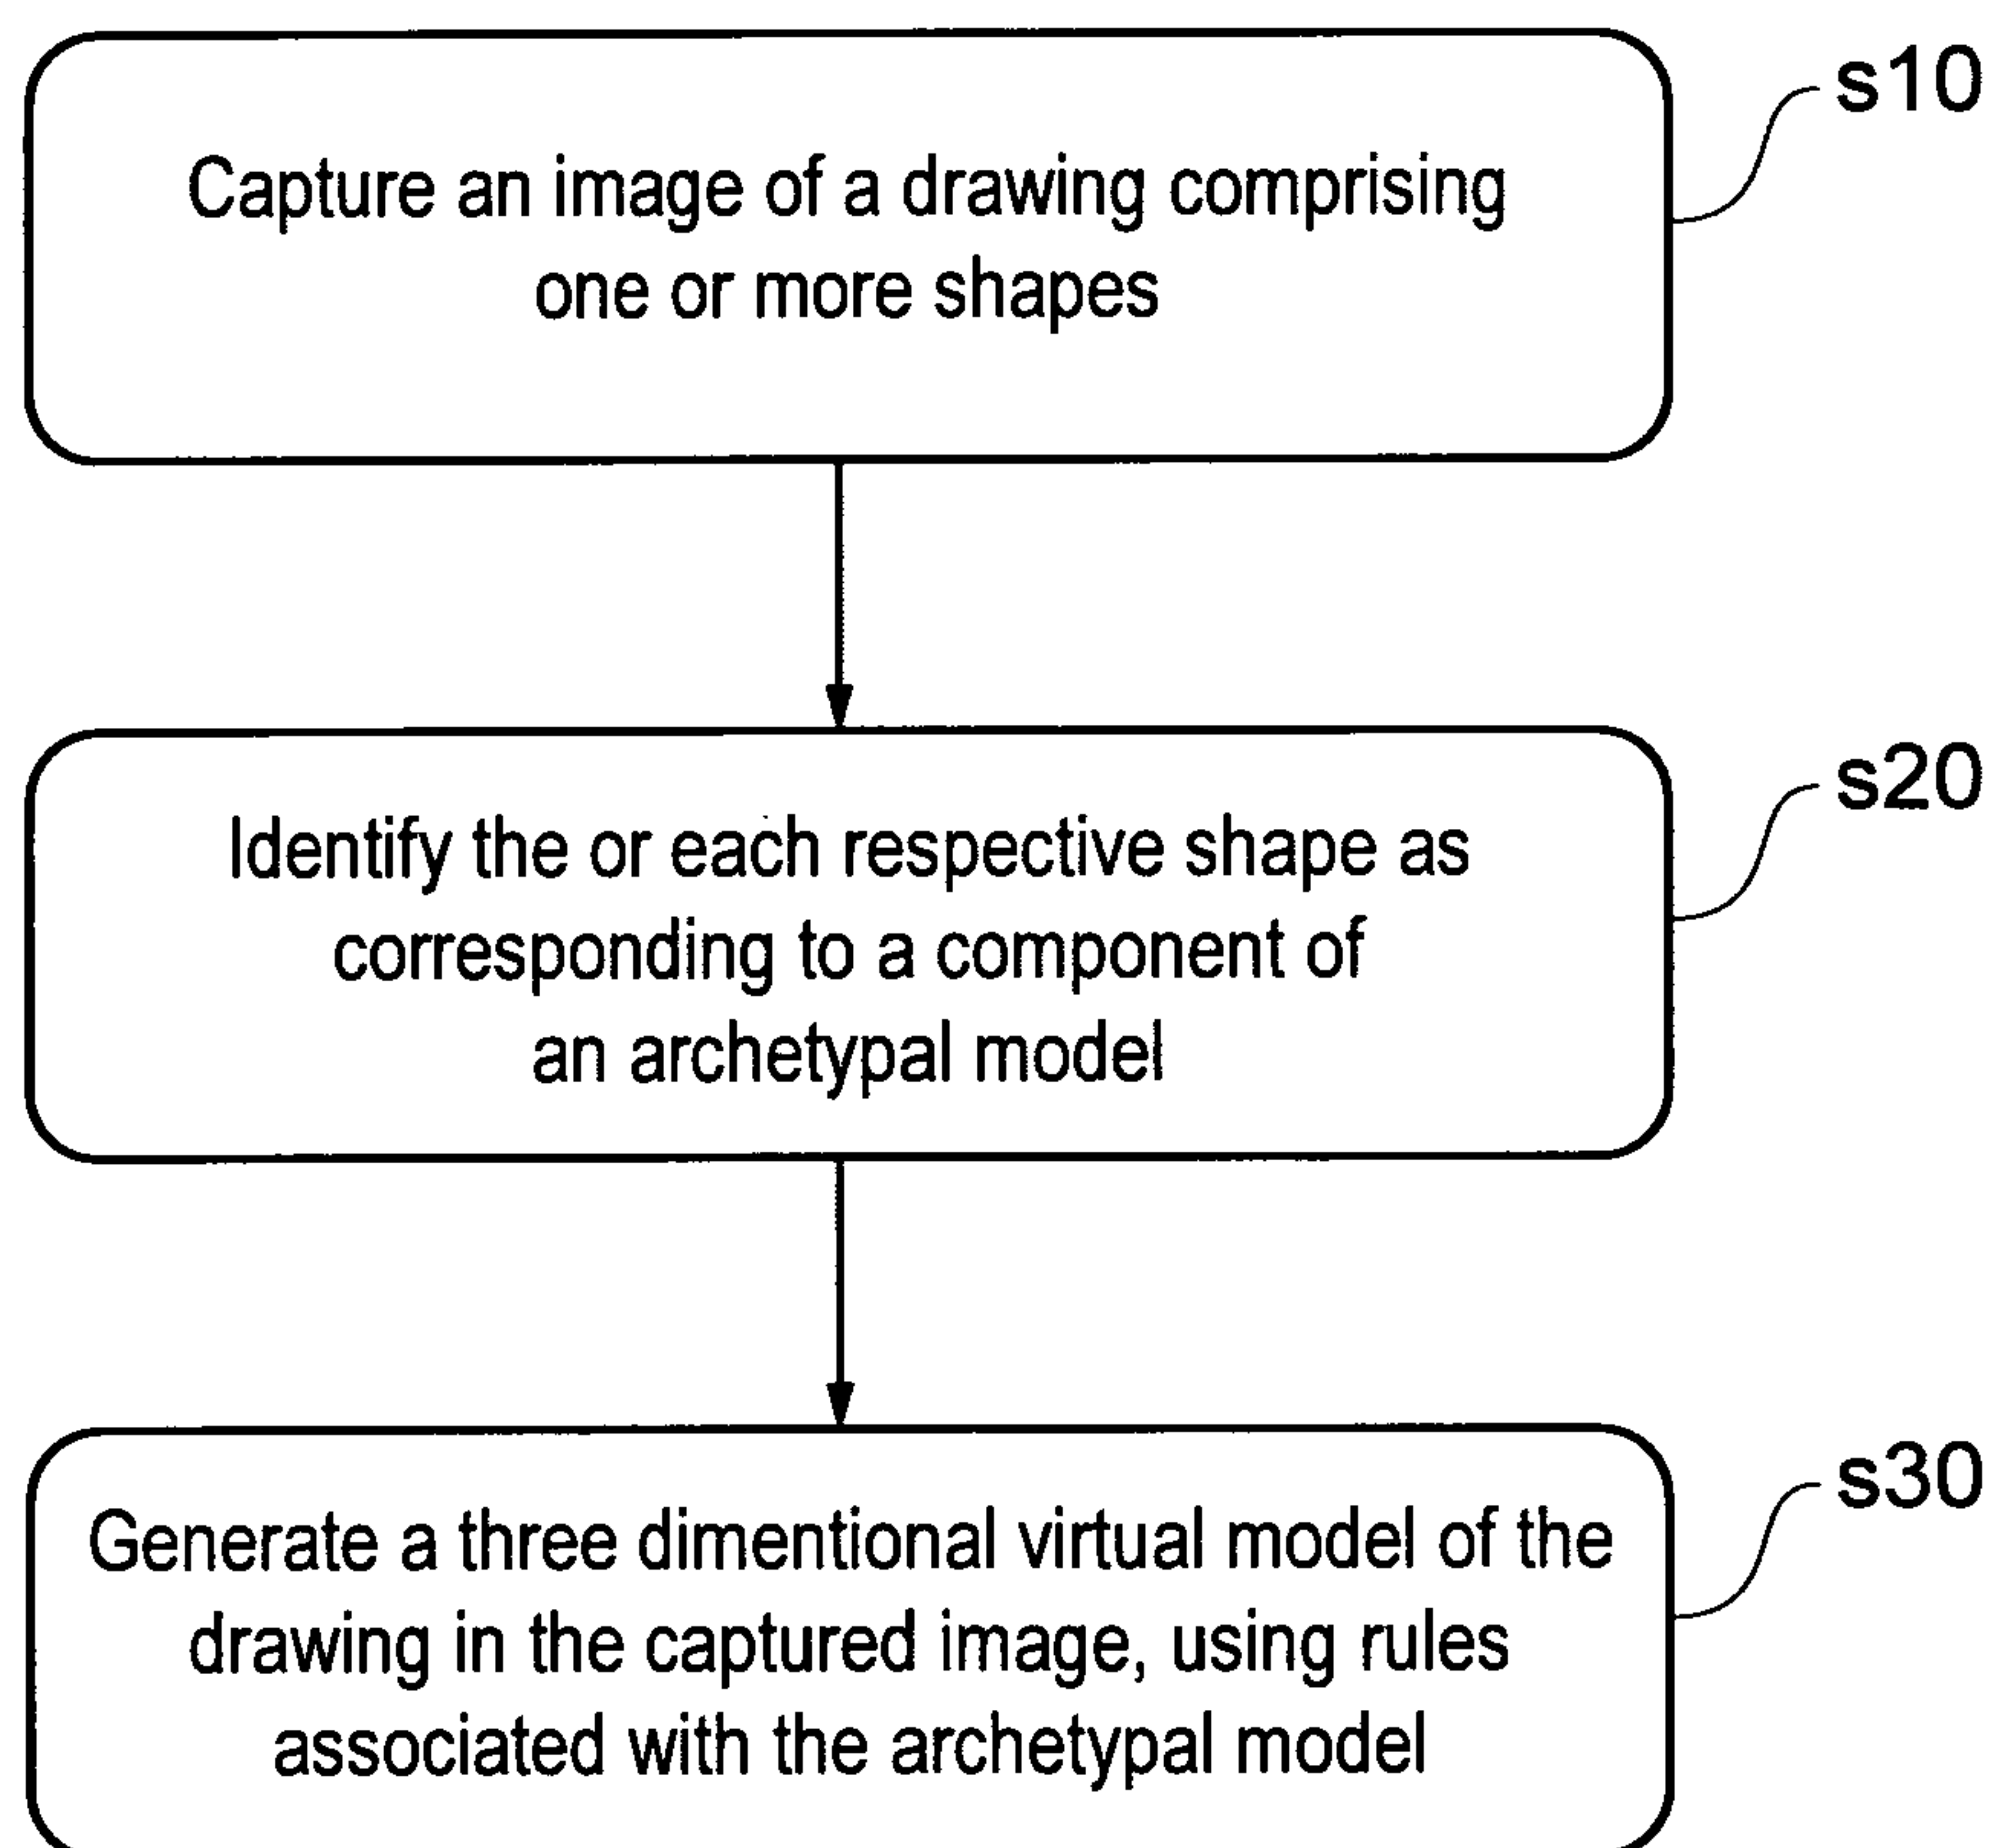 s10
Capture an image of a drawing comprising
one or more shapes
s20
Identify the or each respective shape as
corresponding to a component of
an archetypal model
s30
Generate a three dimentional virtual model of the
drawing in the captured image, using rules
associated with the archetypal model